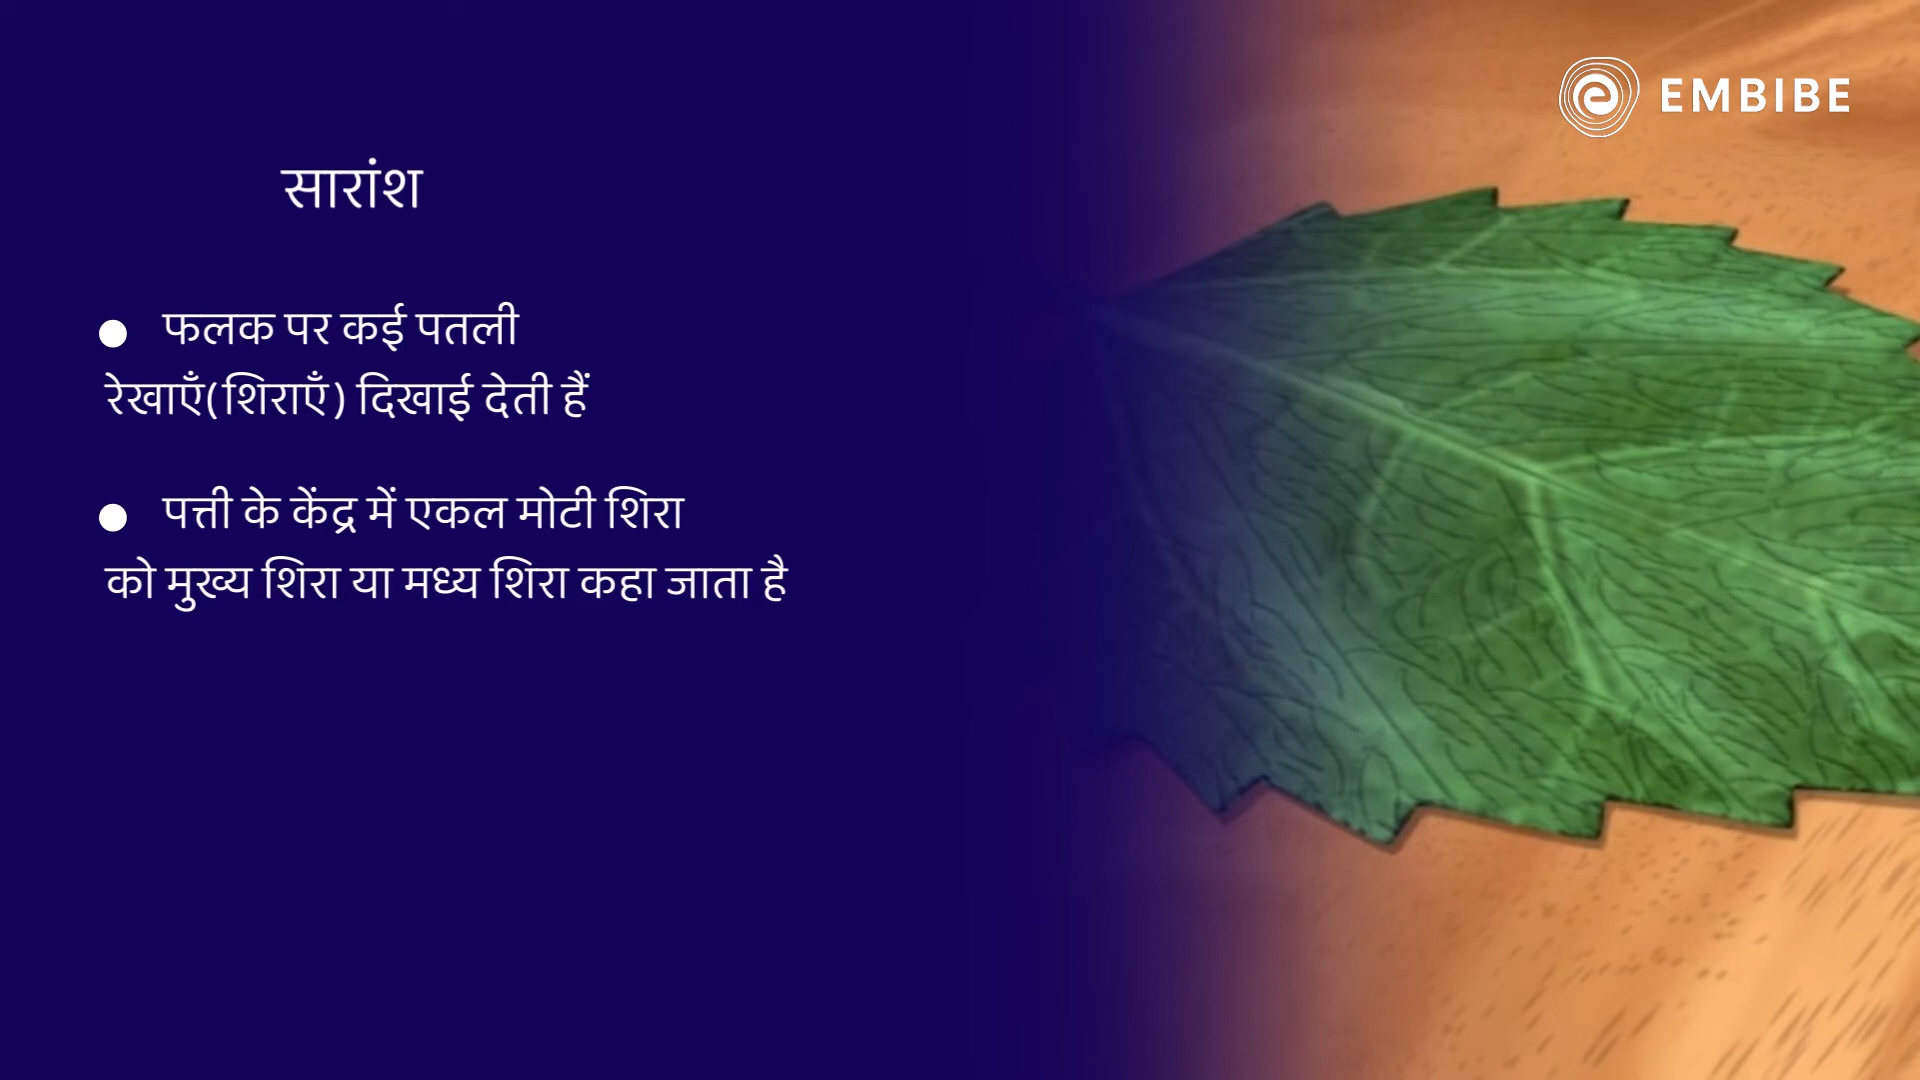 EMBIBE
सारांश
● फलक पर कई पतली
रेखाएँ(शिराएँ) दिखाई देती हैं
● पत्ती के केंद्र में एकल मोटी शिरा
को मुख्य शिरा या मध्य शिरा कहा जाता है